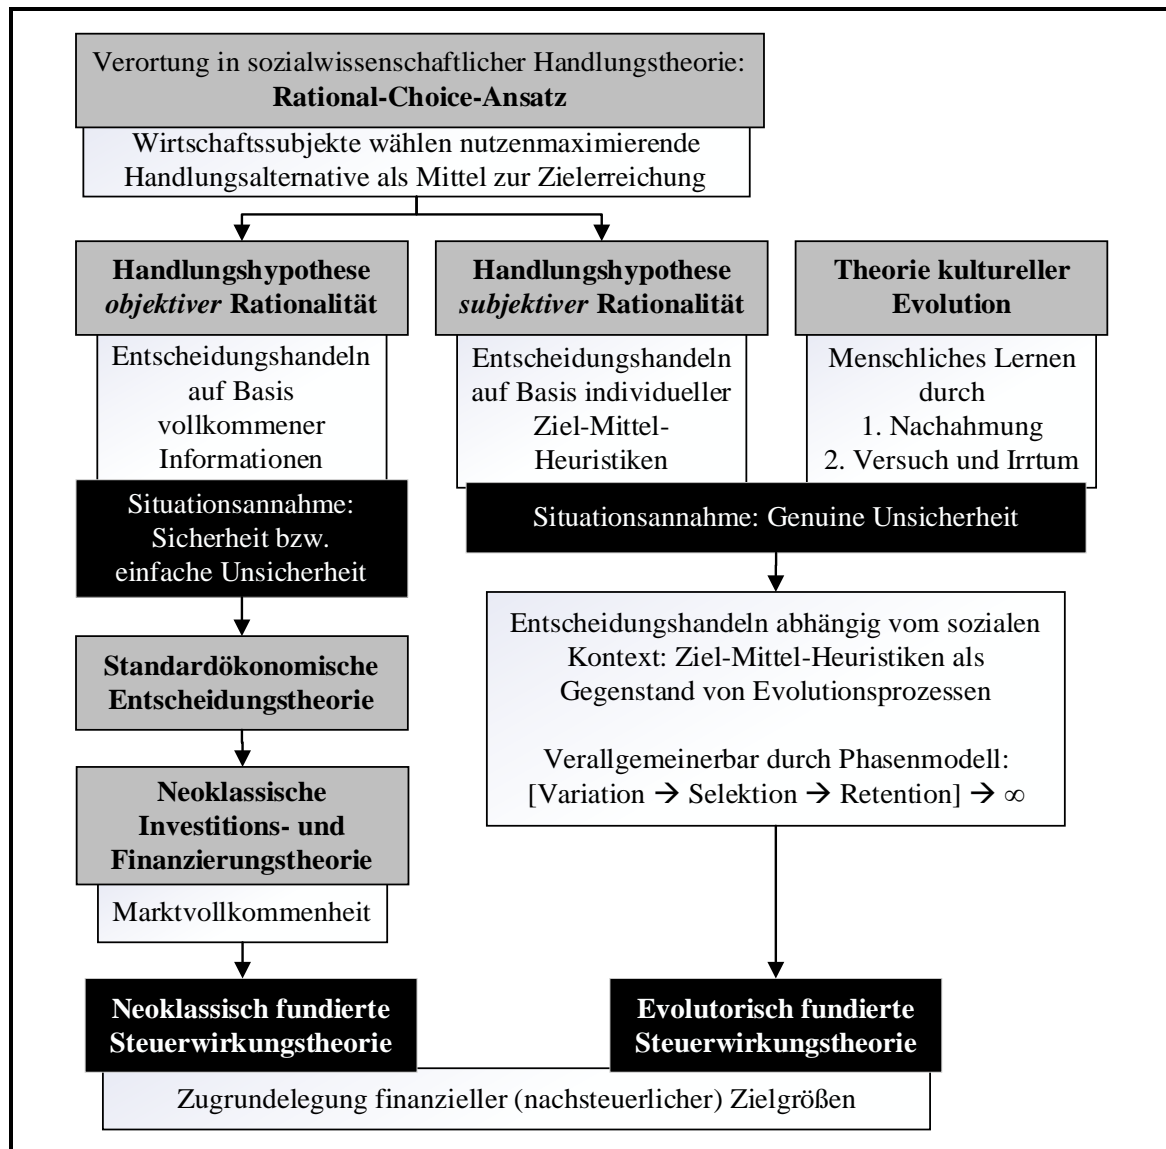 Verortung in sozialwissenschaftlicher Handlungstheorie:
Rational-Choice-Ansatz
Wirtschaftssubjekte wählen nutzenmaximierende
Handlungsalternative als Mittel zur Zielerreichung
Handlungshypothese
objektiver Rationalität
Entscheidungshandeln
auf Basis
vollkommener
Informationen
Situationsannahme:
Sicherheit bzw.
einfache Unsicherheit
Standardökonomische
Entscheidungstheorie
Neoklassische
Investitions- und
Finanzierungstheorie
Marktvollkommenheit
Neoklassisch fundierte
Steuerwirkungstheorie
Handlungshypothese
subjektiver Rationalität
Entscheidungshandeln
auf Basis individueller
Ziel-Mittel-
Heuristiken
Theorie kultureller
Evolution
Menschliches Lernen
durch
1. Nachahmung
2. Versuch und Irrtum
Situationsannahme: Genuine Unsicherheit
Entscheidungshandeln abhängig vom sozialen
Kontext: Ziel-Mittel-Heuristiken als
Gegenstand von Evolutionsprozessen
Verallgemeinerbar durch Phasenmodell:
[Variation → Selektion → Retention] → ∞
Evolutorisch fundierte
Steuerwirkungstheorie
Zugrundelegung finanzieller (nachsteuerlicher) Zielgrößen